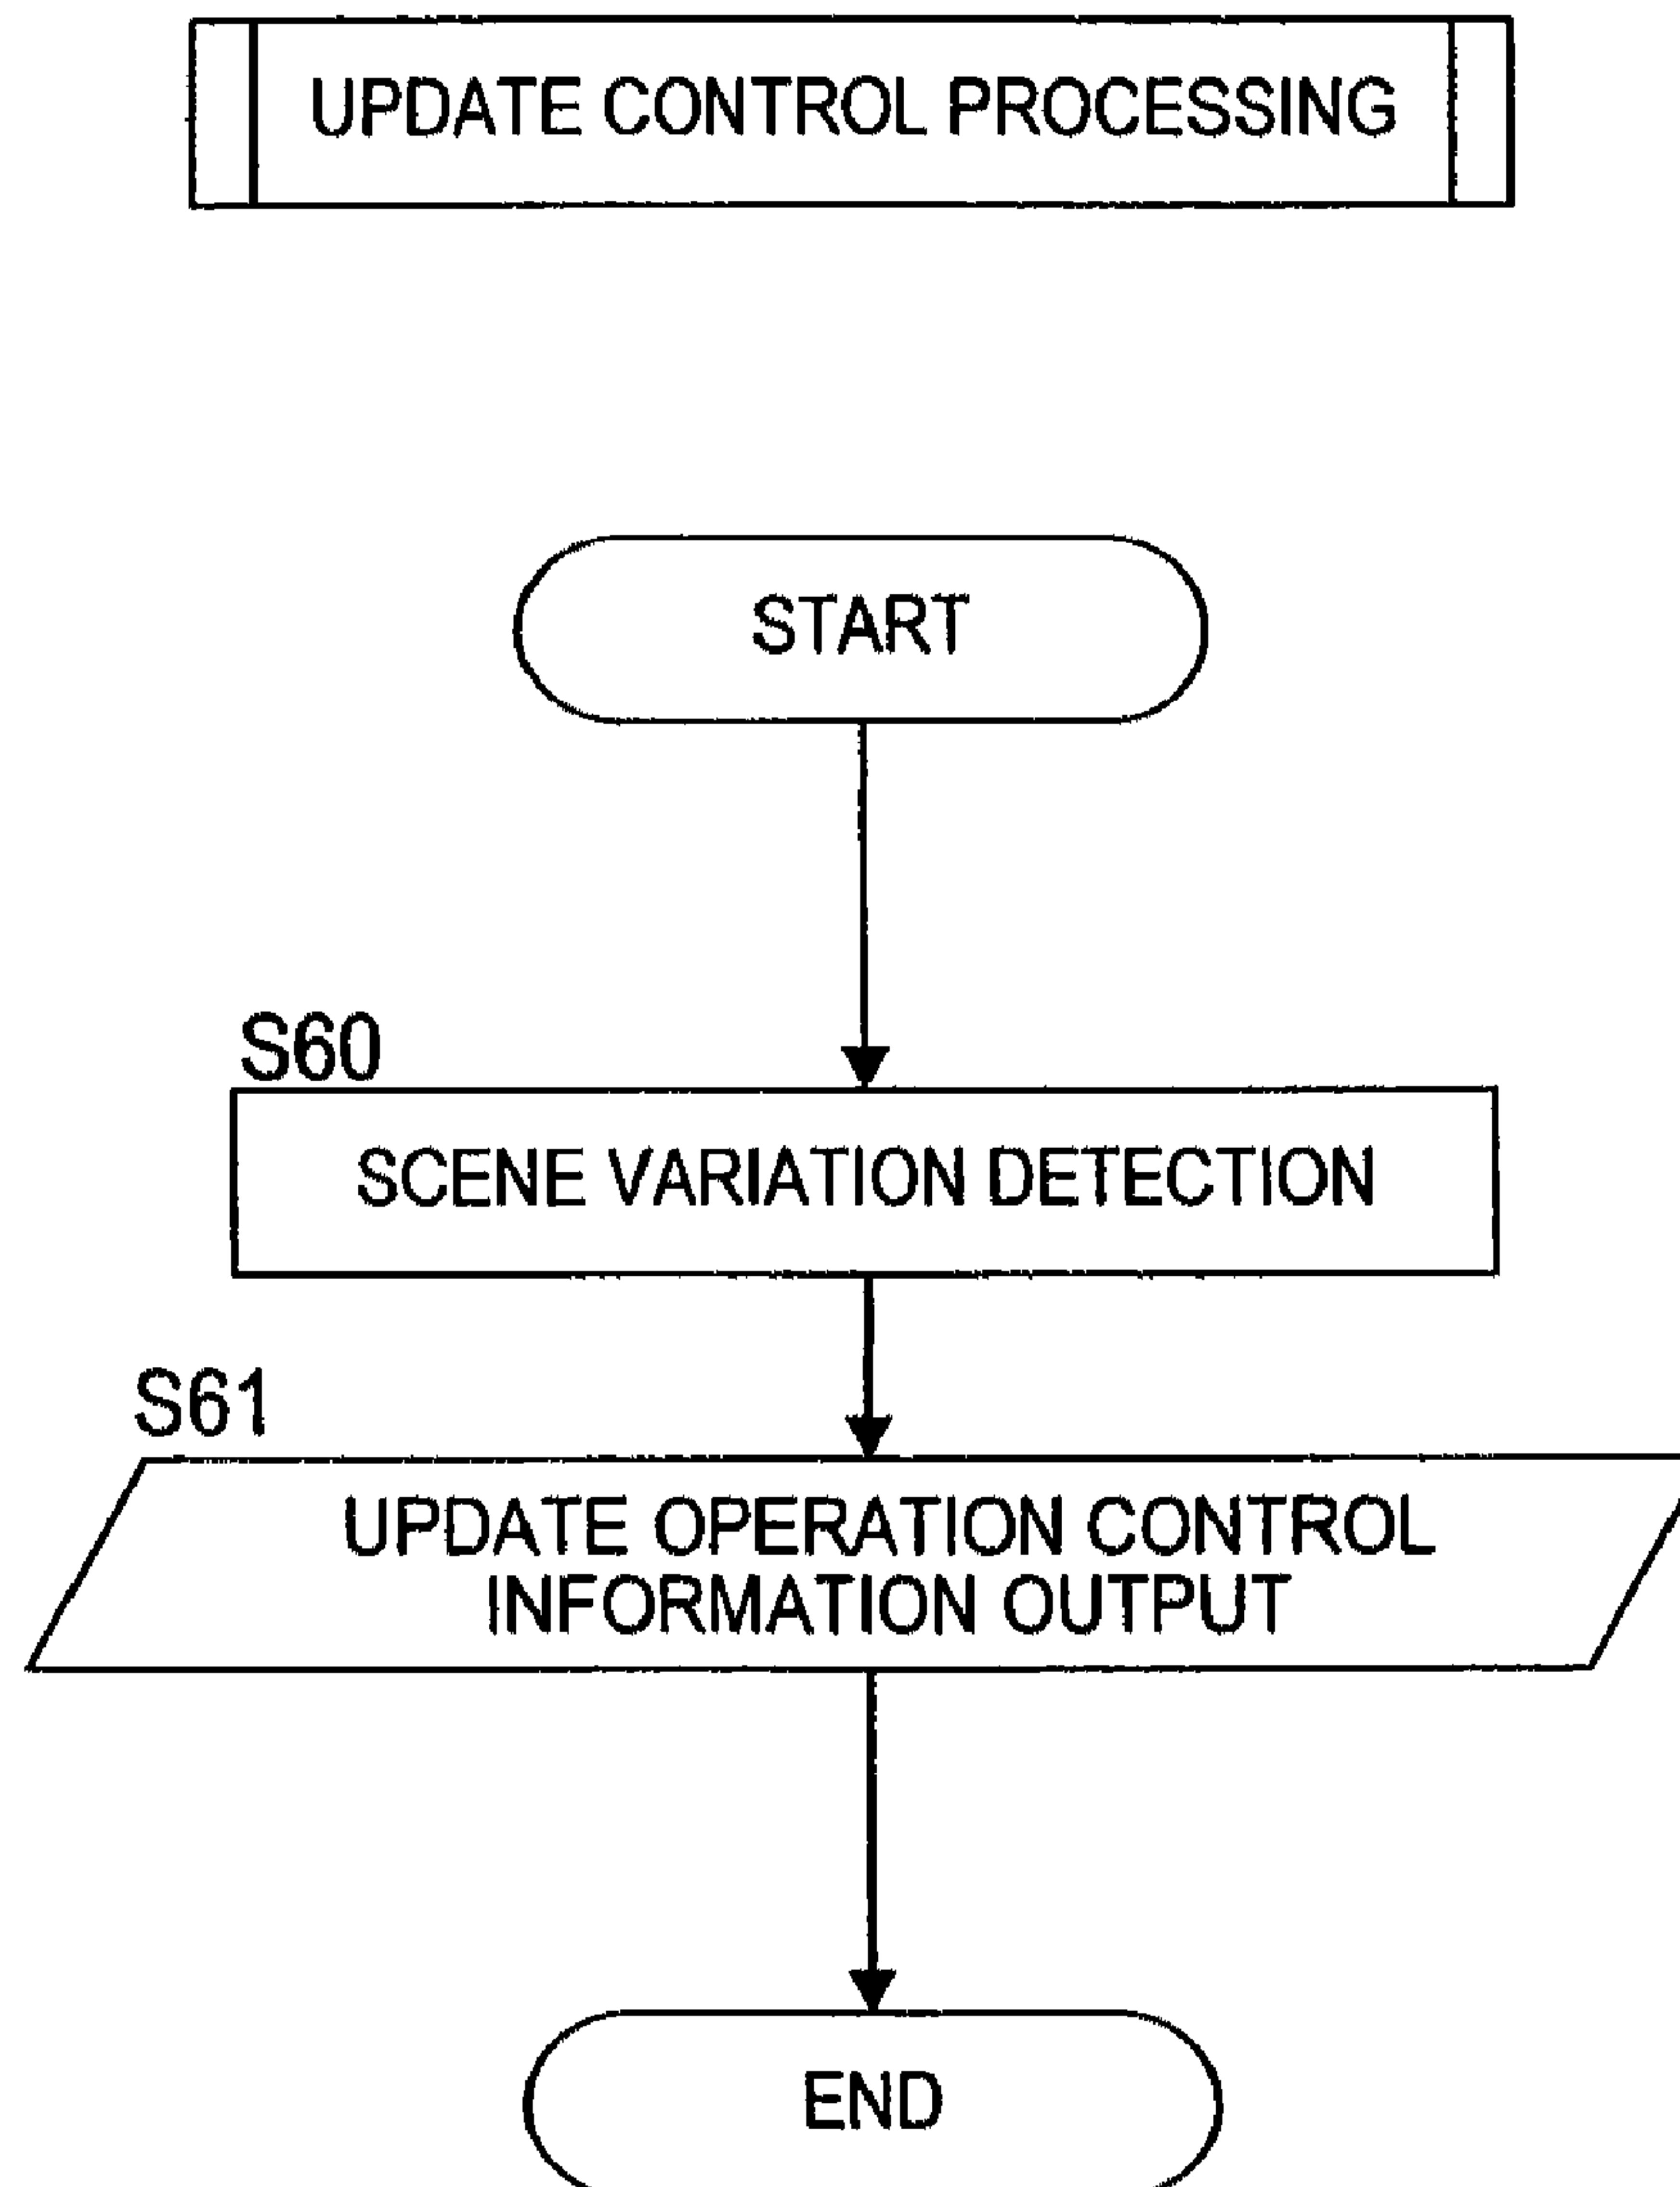 UPDATE CONTROL PROCESSING
START
S60
SCENE VARIATION DETECTION
S61
UPDATE OPERATION CONTROL
INFORMATION OUTPUT
END